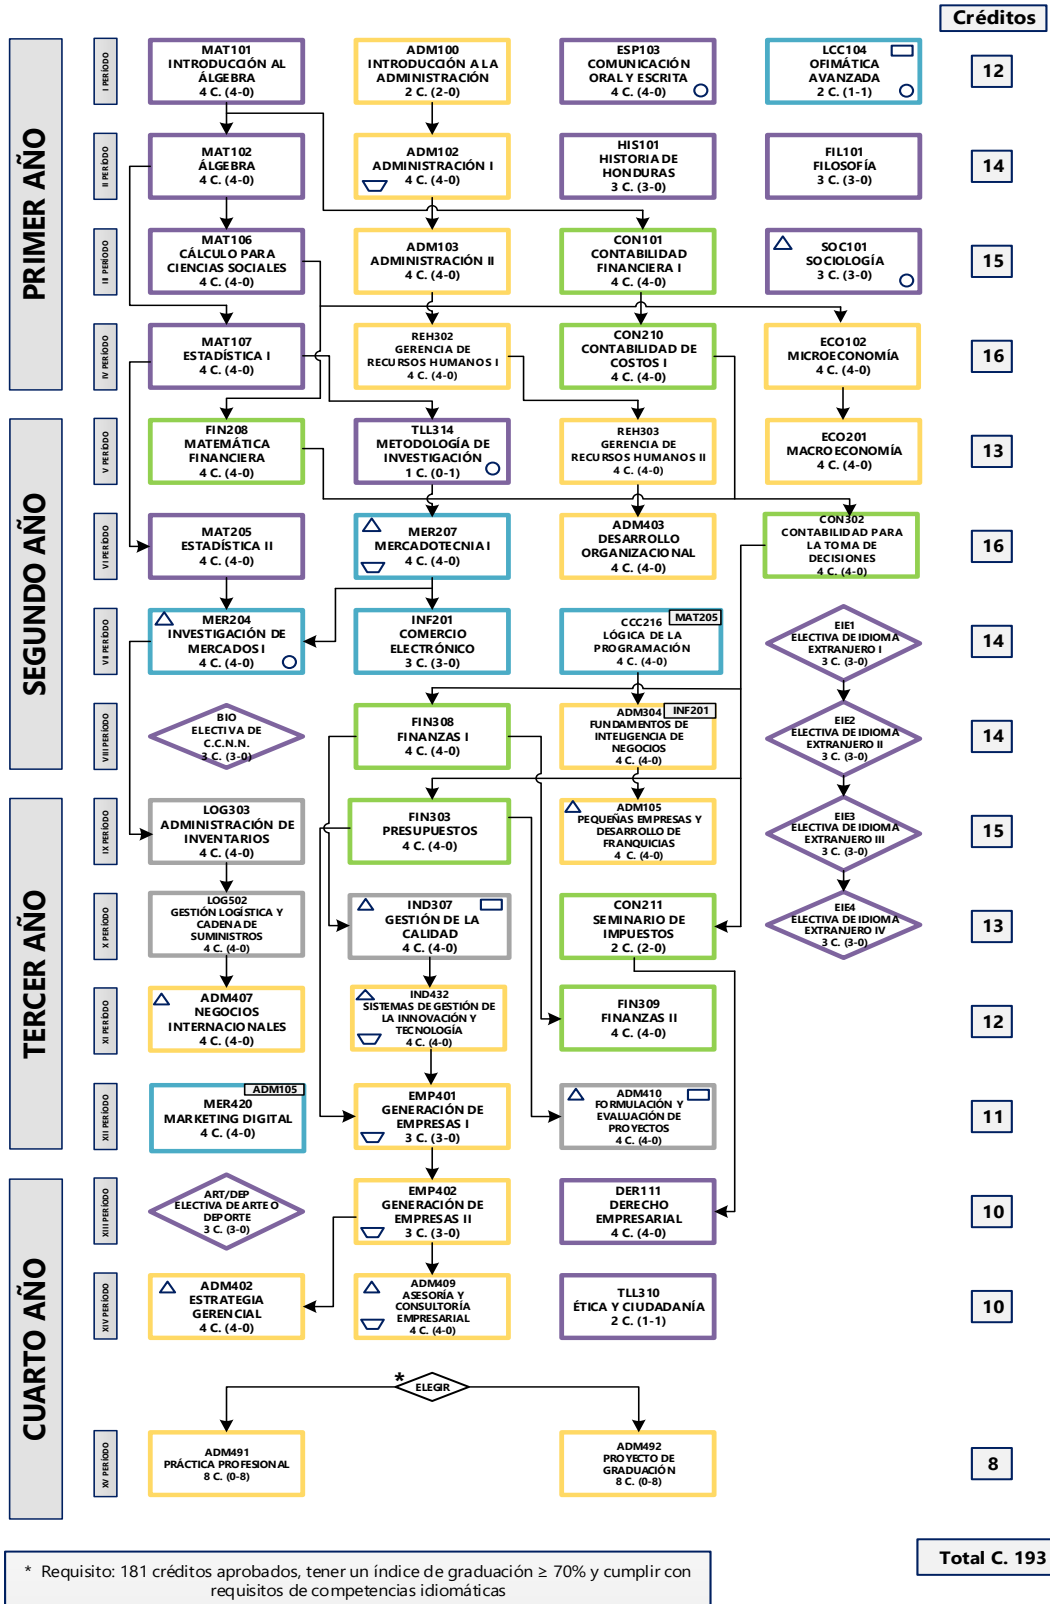 Créditos
PRIMER AÑO
I PERÍODO
MAT101
INTRODUCCIÓN AL
ÁLGEBRA
4 C. (4-0)
ADM100
INTRODUCCIÓN A LA
ADMINISTRACIÓN
2 C. (2-0)
ESP103
COMUNICACIÓN
ORAL Y ESCRITA
4 C. (4-0)
LCC104
OFIMÁTICA
AVANZADA
2 C. (1-1)
12
II PERÍODO
MAT102
ÁLGEBRA
4 C. (4-0)
ADM102
ADMINISTRACIÓN I
4 C. (4-0)
HIS101
HISTORIA DE
HONDURAS
3 C. (3-0)
FIL101
FILOSOFÍA
3 C. (3-0)
14
III PERÍODO
MAT106
CÁLCULO PARA
CIENCIAS SOCIALES
4 C. (4-0)
ADM103
ADMINISTRACIÓN II
4 C. (4-0)
CON101
CONTABILIDAD
FINANCIERA I
4 C. (4-0)
SOC101
SOCIOLOGÍA
3 C. (3-0)
15
IV PERÍODO
MAT107
ESTADÍSTICA I
4 C. (4-0)
REH302
GERENCIA DE
RECURSOS HUMANOS I
4 C. (4-0)
CON210
CONTABILIDAD DE
COSTOS I
4 C. (4-0)
ECO102
MICROECONOMÍA
4 C. (4-0)
16
SEGUNDO AÑO
V PERÍODO
FIN208
MATEMÁTICA
FINANCIERA
4 C. (4-0)
TLL314
METODOLOGÍA DE
INVESTIGACIÓN
1 C. (0-1)
REH303
GERENCIA DE
RECURSOS HUMANOS II
4 C. (4-0)
ECO201
MACROECONOMÍA
4 C. (4-0)
13
VI PERÍODO
MAT205
ESTADÍSTICA II
4 C. (4-0)
MER207
MERCADOTECNIA I
4 C. (4-0)
ADM403
DESARROLLO
ORGANIZACIONAL
4 C. (4-0)
CON302
CONTABILIDAD PARA
LA TOMA DE
DECISIONES
4 C. (4-0)
16
VI PERÍODO
MER204
INVESTIGACIÓN DE
MERCADOS I
4 C. (4-0)
INF201
COMERCIO
ELECTRÓNICO
3 C. (3-0)
MAT205
CCC216
LÓGICA DE LA
PROGRAMACIÓN
4 C. (4-0)
EIE1
ELECTIVA DE IDIOMA
EXTRANJERO I
3 C. (3-0)
14
VIII PERÍODO
BIO
ELECTIVA DE
C.C.N.N.
3 C. (3-0)
FIN308
FINANZAS I
4 C. (4-0)
INF201
ADM304
FUNDAMENTOS DE
INTELIGENCIA DE
NEGOCIOS
4 C. (4-0)
EIE2
ELECTIVA DE IDIOMA
EXTRANJERO II
3 C. (3-0)
14
TERCER AÑO
IX PERÍODO
LOG303
ADMINISTRACIÓN DE
INVENTARIOS
4 C. (4-0)
FIN303
PRESUPUESTOS
4 C. (4-0)
ADM105
PEQUEÑAS EMPRESAS Y
DESARROLLO DE
FRANQUICIAS
4 C. (4-0)
EIE3
ELECTIVA DE IDIOMA
EXTRANJERO III
3 C. (3-0)
15
X PERÍODO
LOG502
GESTIÓN LOGÍSTICA Y
CADENA DE
SUMINISTROS
4 C. (4-0)
IND307
GESTIÓN DE LA
CALIDAD
4 C. (4-0)
CON211
SEMINARIO DE
IMPUESTOS
2 C. (2-0)
EIE4
ELECTIVA DE IDIOMA
EXTRANJERO IV
3 C. (3-0)
13
XI PERÍODO
ADM407
NEGOCIOS
INTERNACIONALES
4 C. (4-0)
IND432
SISTEMAS DE GESTIÓN DE
LA INNOVACIÓN Y
TECNOLOGÍA
4 C. (4-0)
FIN309
FINANZAS II
4 C. (4-0)
12
XII PERÍODO
ADM105
MER420
MARKETING DIGITAL
4 C. (4-0)
EMP401
GENERACIÓN DE
EMPRESAS I
3 C. (3-0)
ADM410
FORMULACIÓN Y
EVALUACIÓN DE
PROYECTOS
4 C. (4-0)
11
CUARTO AÑO
XIII PERÍODO
ART/DEP
ELECTIVA DE ARTE O
DEPORTE
3 C. (3-0)
EMP402
GENERACIÓN DE
EMPRESAS II
3 C. (3-0)
DER111
DERECHO
EMPRESARIAL
4 C. (4-0)
10
XIV PERÍODO
ADM402
ESTRATEGIA
GERENCIAL
4 C. (4-0)
ADM409
ASESORÍA Y
CONSULTORÍA
EMPRESARIAL
4 C. (4-0)
TLL310
ÉTICA Y CIUDADANÍA
2 C. (1-1)
10
* ELEGIR
XV PERÍODO
ADM491
PRÁCTICA PROFESIONAL
8 C. (0-8)
ADM492
PROYECTO DE
GRADUACIÓN
8 C. (0-8)
8
Total C. 193
* Requisito: 181 créditos aprobados, tener un índice de graduación ≥ 70% y cumplir con
requisitos de competencias idiomáticas